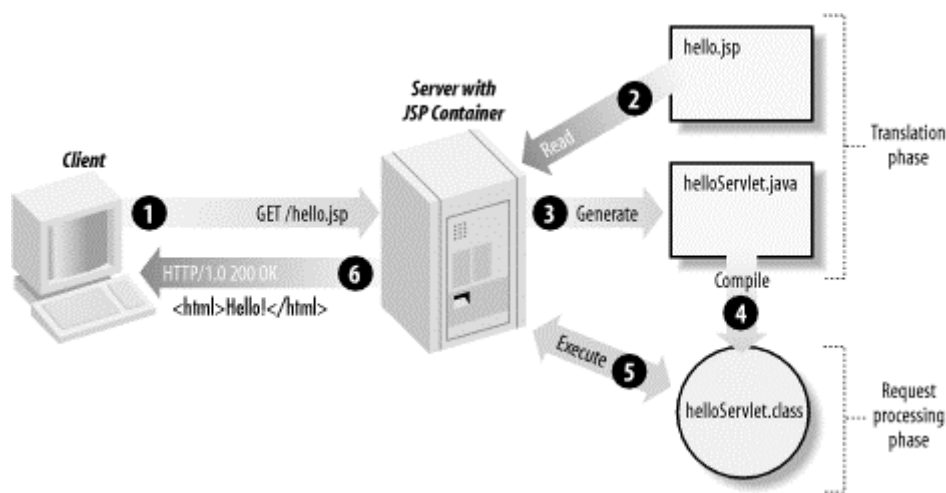 hello.jsp
Server with
JSP Container
2
Read
Client
Translation
phase
helloServlet.java
1
GET /hello.jsp
3
Generate
HTTP/1.0 200 OK
6
<html>Hello!</html>
Compile
4
Execute
5
helloServlet.class
Request
processing
phase